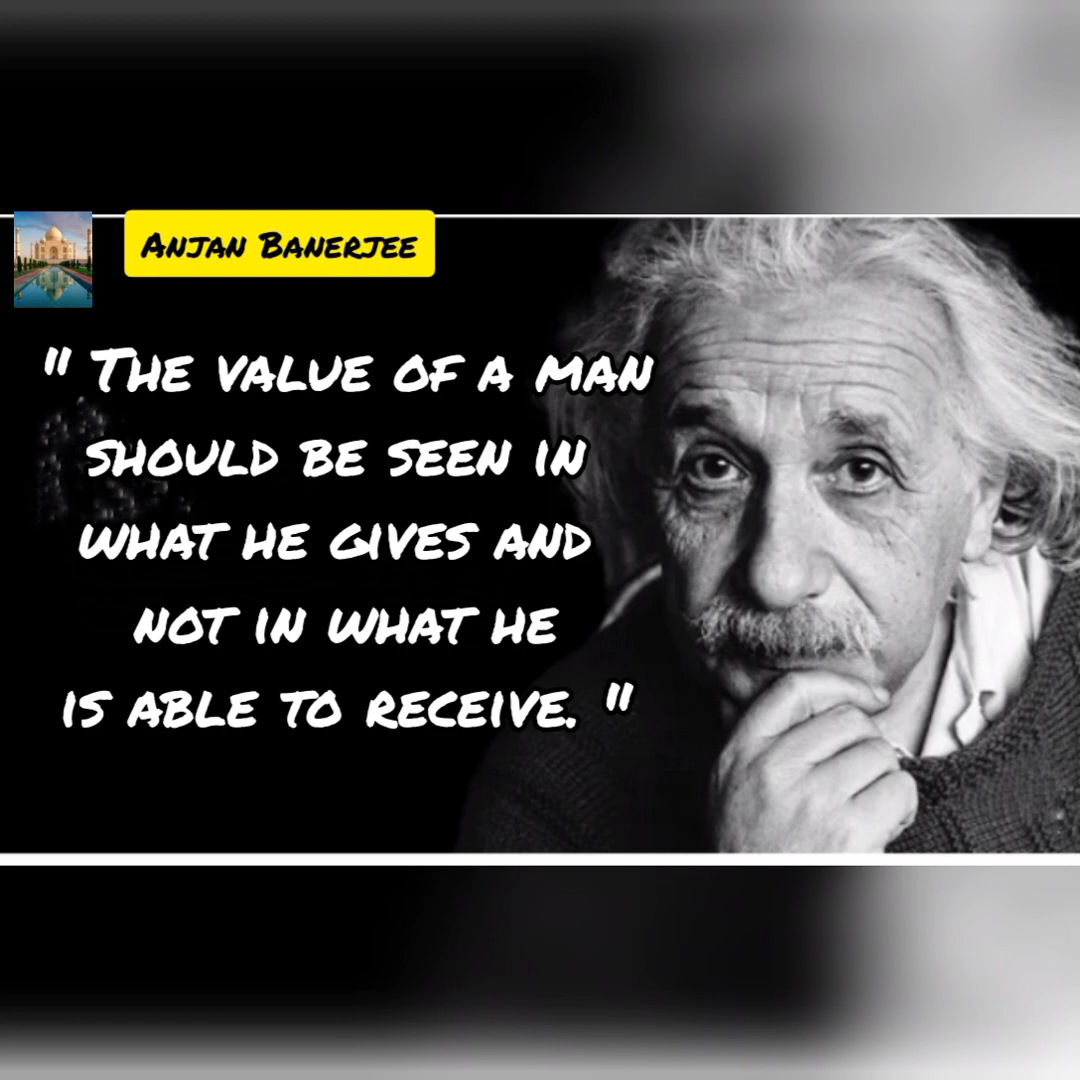 ANJAN BANERJEE
" THE VALUE OF A MAN
SHOULD BE SEEN IN
WHAT HE GIVES AND
NOT IN WHAT HE
IS ABLE TO RECEIVE. "